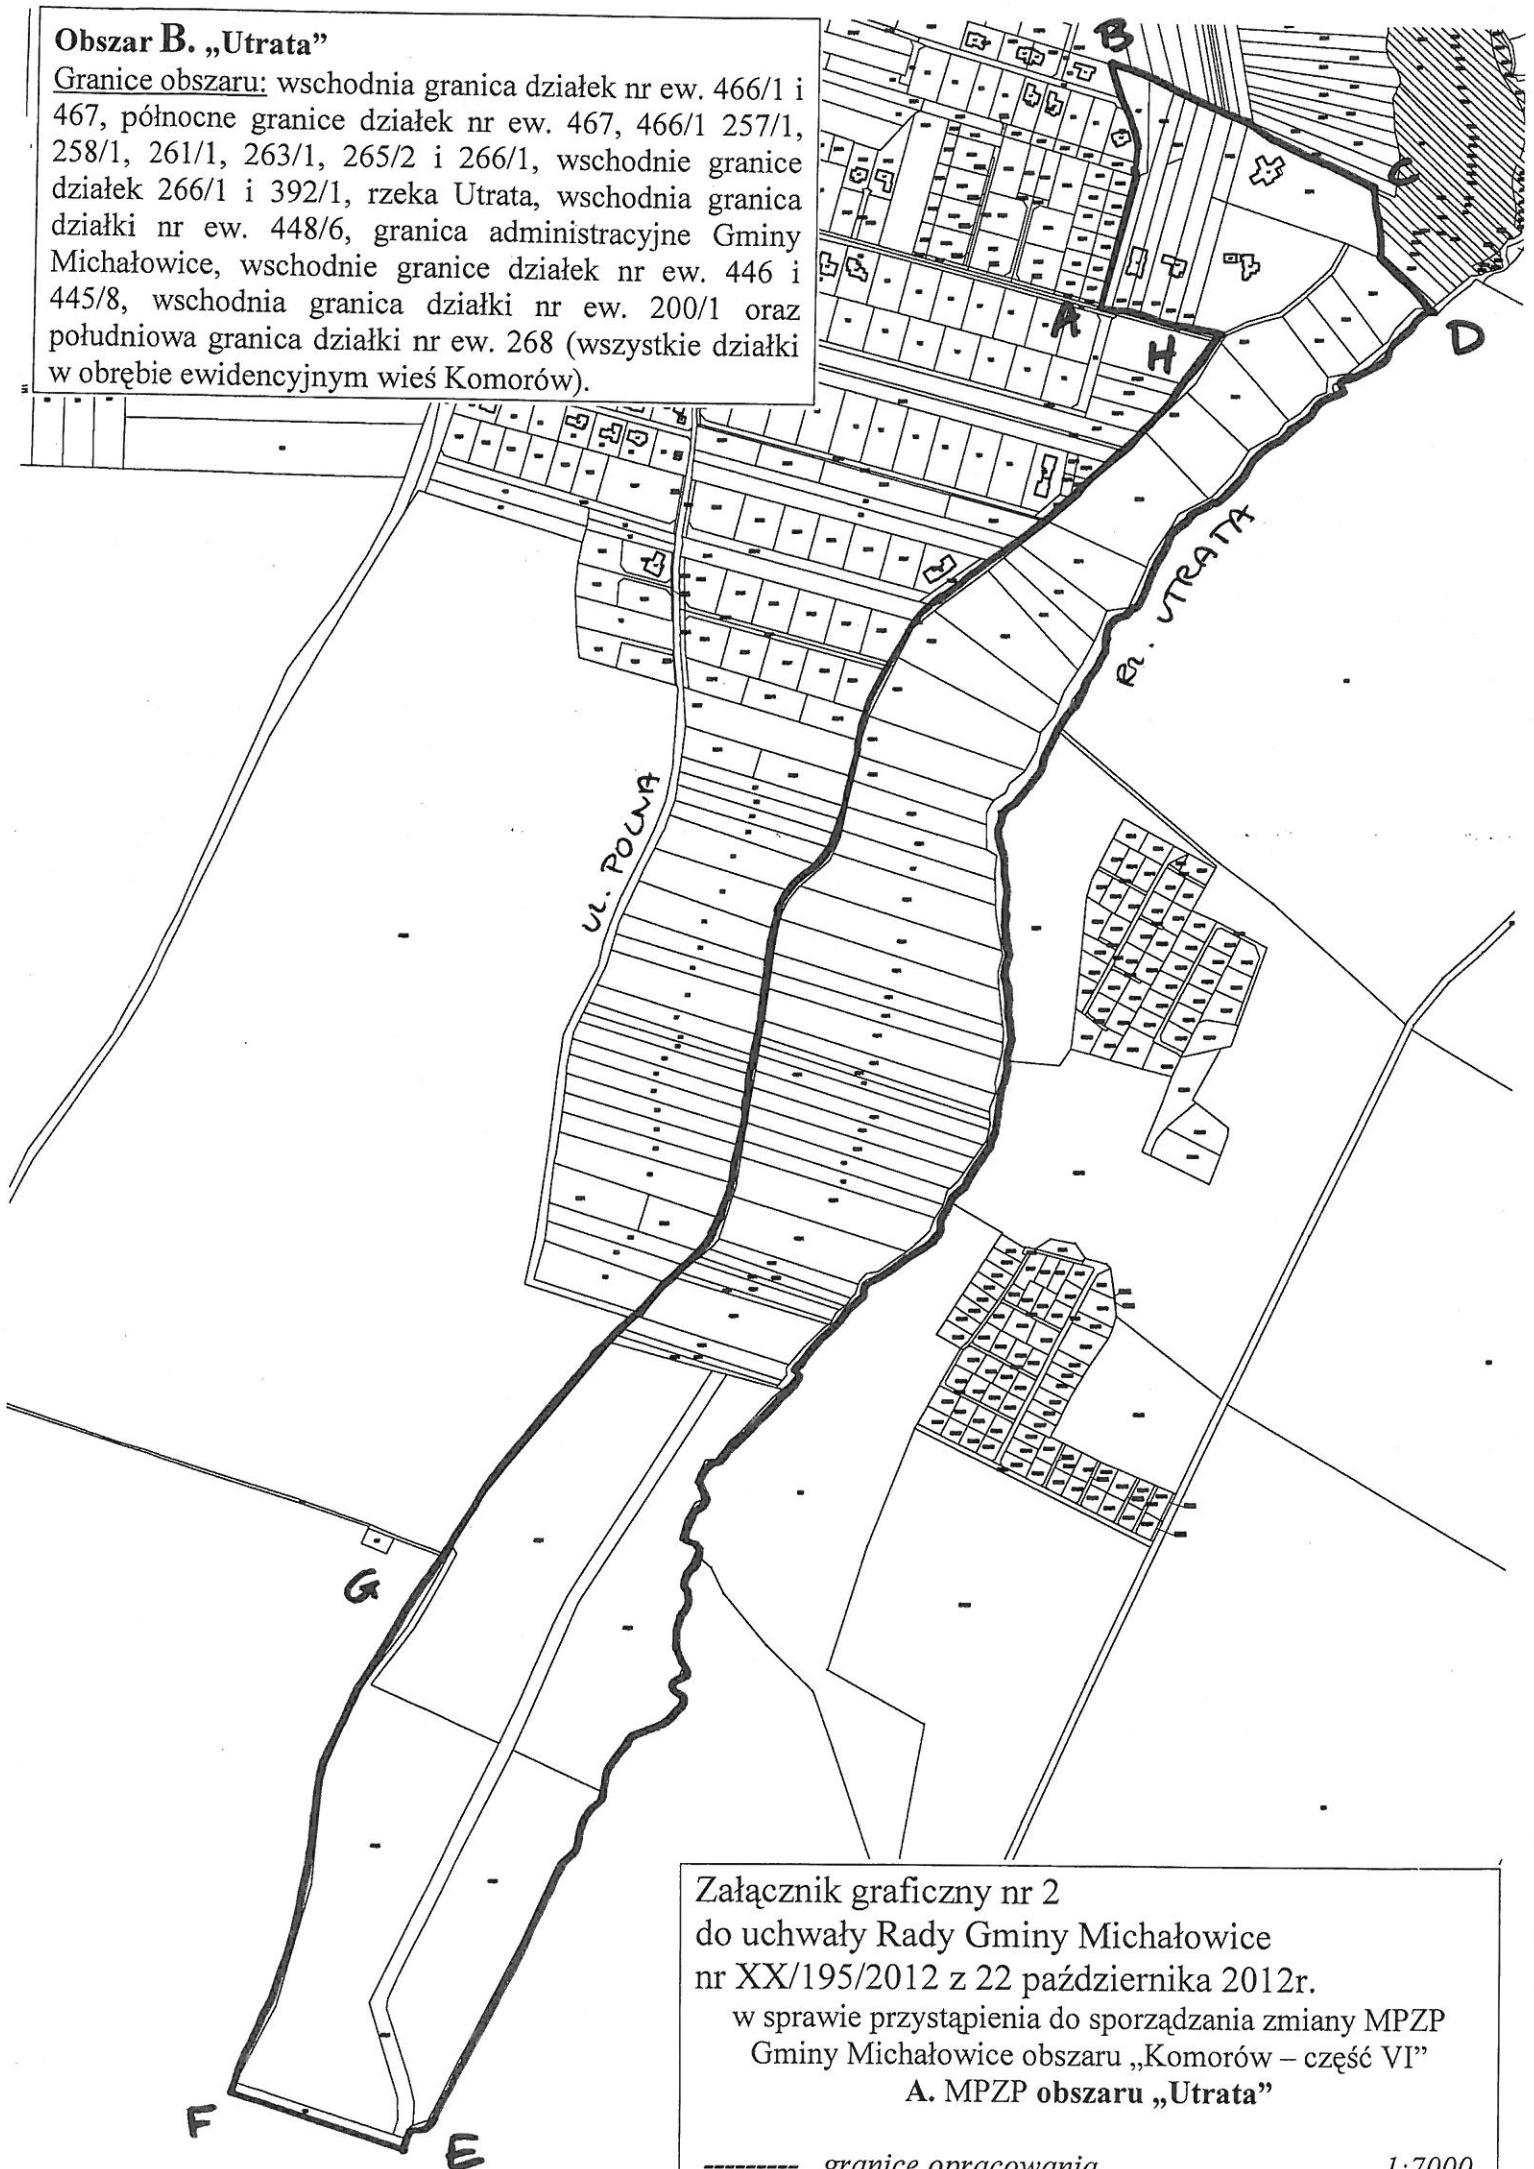 Obszar B. „Utrata”
Granice obszaru: wschodnia granica działek nr ew. 466/1 i
467, północne granice działek nr ew. 467, 466/1 257/1,
258/1, 261/1, 263/1, 265/2 i 266/1, wschodnie granice
działek 266/1 i 392/1, rzeka Utrata, wschodnia granica
działki nr ew. 448/6, granica administracyjne Gminy
Michałowice, wschodnie granice działek nr ew. 446 i
445/8, wschodnia granica działki nr ew. 200/1 oraz
południowa granica działki nr ew. 268 (wszystkie działki
w obrębie ewidencyjnym wieś Komorów).
B
C
A
H
D
RZ. UTRATA
UL. POLNA
G
F
E
Załącznik graficzny nr 2
do uchwały Rady Gminy Michałowice
nr XX/195/2012 z 22 października 2012r.
w sprawie przystąpienia do sporządzania zmiany MPZP
Gminy Michałowice obszaru „Komorów – część VI”
A. MPZP obszaru „Utrata”
--------- granice opracowania 1:7000